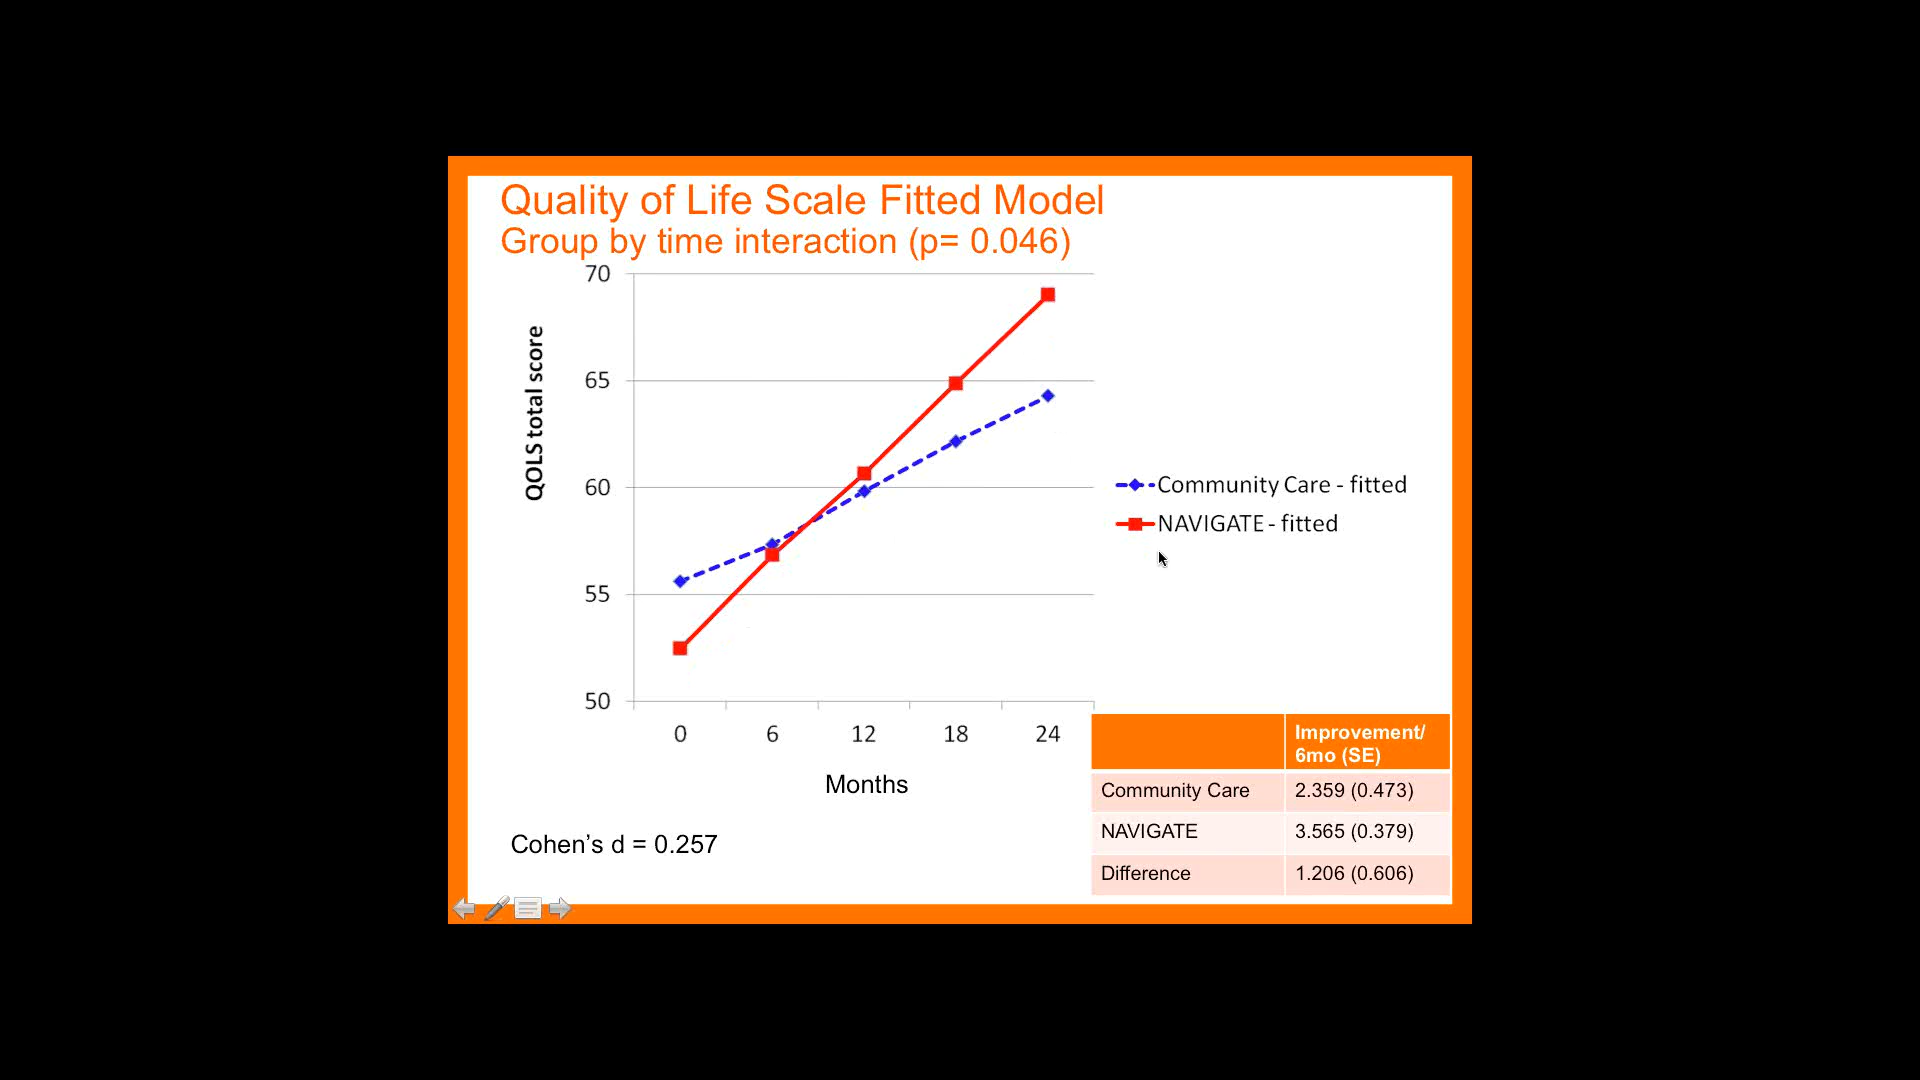 Quality of Life Scale Fitted Model
Group by time interaction (p= 0.046)
QOLS total score
70
65
60
55
50
0 6 12 18 24
Months
Community Care - fitted
NAVIGATE - fitted
Improvement/
6mo (SE)
Community Care 2.359 (0.473)
NAVIGATE 3.565 (0.379)
Difference 1.206 (0.606)
Cohen’s d = 0.257